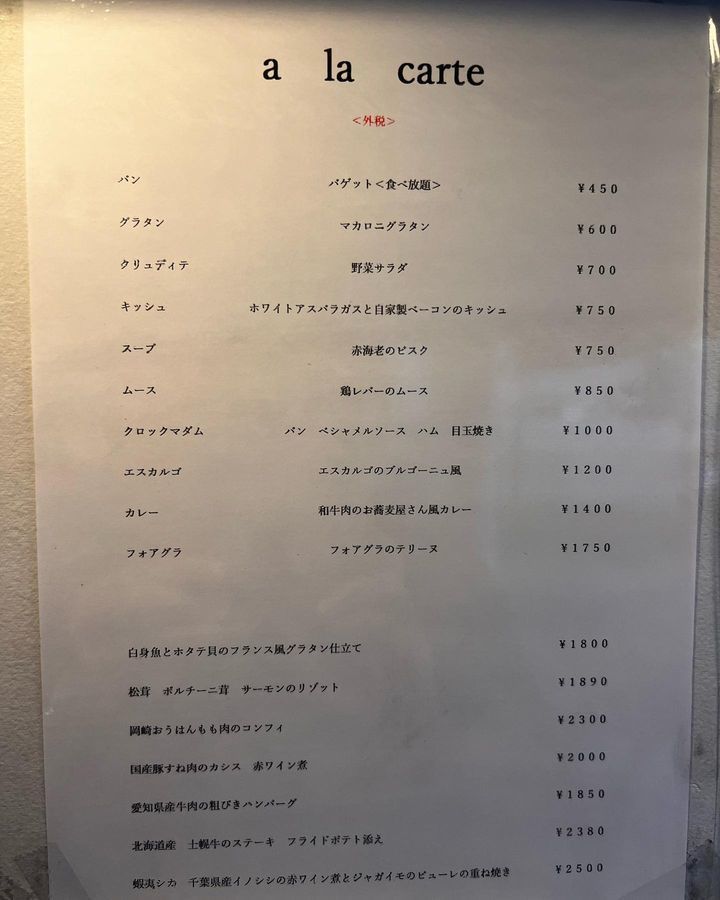 a la carte
＜外税＞
パン　バゲット＜食べ放題＞　¥450
グラタン　マカロニグラタン　¥600
クリュディテ　野菜サラダ　¥700
キッシュ　ホワイトアスパラガスと自家製ベーコンのキッシュ　¥750
スープ　赤海老のビスク　¥750
ムース　鶏レバーのムース　¥850
クロックマダム　パン　ベシャメルソース　ハム　目玉焼き　¥1000
エスカルゴ　エスカルゴのブルゴーニュ風　¥1200
カレー　和牛肉のお蕎麦屋さん風カレー　¥1400
フォアグラ　フォアグラのテリーヌ　¥1750
白身魚とホタテ貝のフランス風グラタン仕立て　¥1800
松茸　ポルチーニ茸　サーモンのリゾット　¥1890
岡崎おうはんもも肉のコンフィ　¥2300
国産豚すね肉のカシス　赤ワイン煮　¥2000
愛知県産牛肉の粗びきハンバーグ　¥1850
北海道産　士幌牛のステーキ　フライドポテト添え　¥2380
蝦夷シカ　千葉県産イノシシの赤ワイン煮とジャガイモのピューレの重ね焼き　¥2500